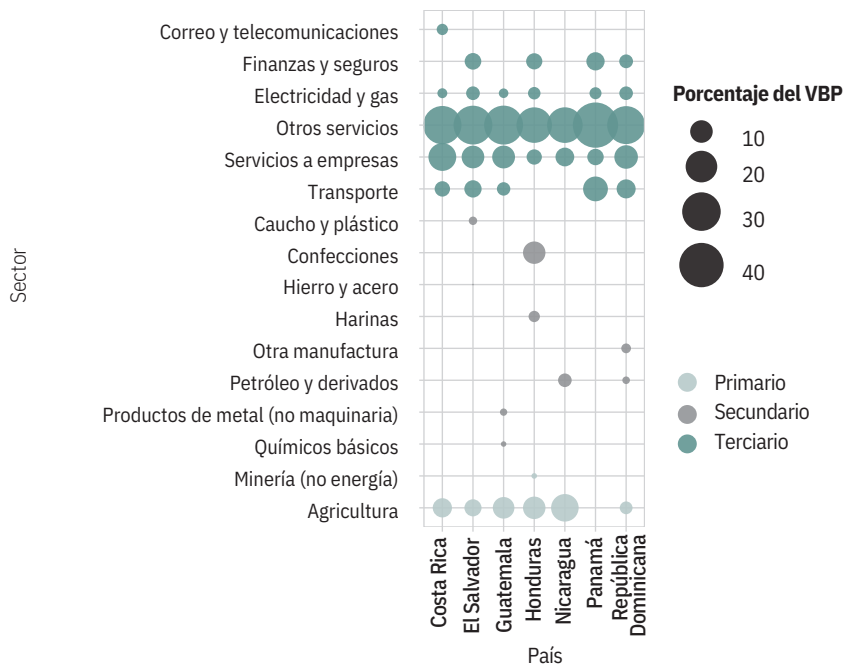 Sector
Correo y telecomunicaciones
Finanzas y seguros
Electricidad y gas
Otros servicios
Servicios a empresas
Transporte
Caucho y plástico
Confecciones
Hierro y acero
Harinas
Otra manufactura
Petróleo y derivados
Productos de metal (no maquinaria)
Químicos básicos
Minería (no energía)
Agricultura
Costa Rica
El Salvador
Guatemala
Honduras
Nicaragua
Panamá
República
Dominicana
País
Porcentaje del VBP
10
20
30
40
Primario
Secundario
Terciario